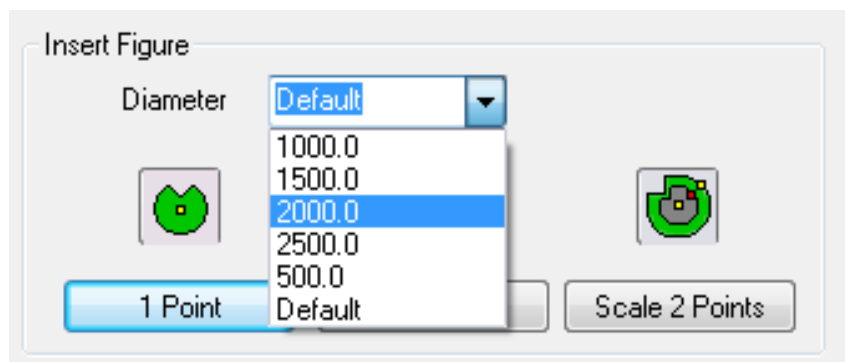 Insert Figure
Diameter Default
1000.0
1500.0
2000.0
2500.0
500.0
Default
1 Point
Scale 2 Points